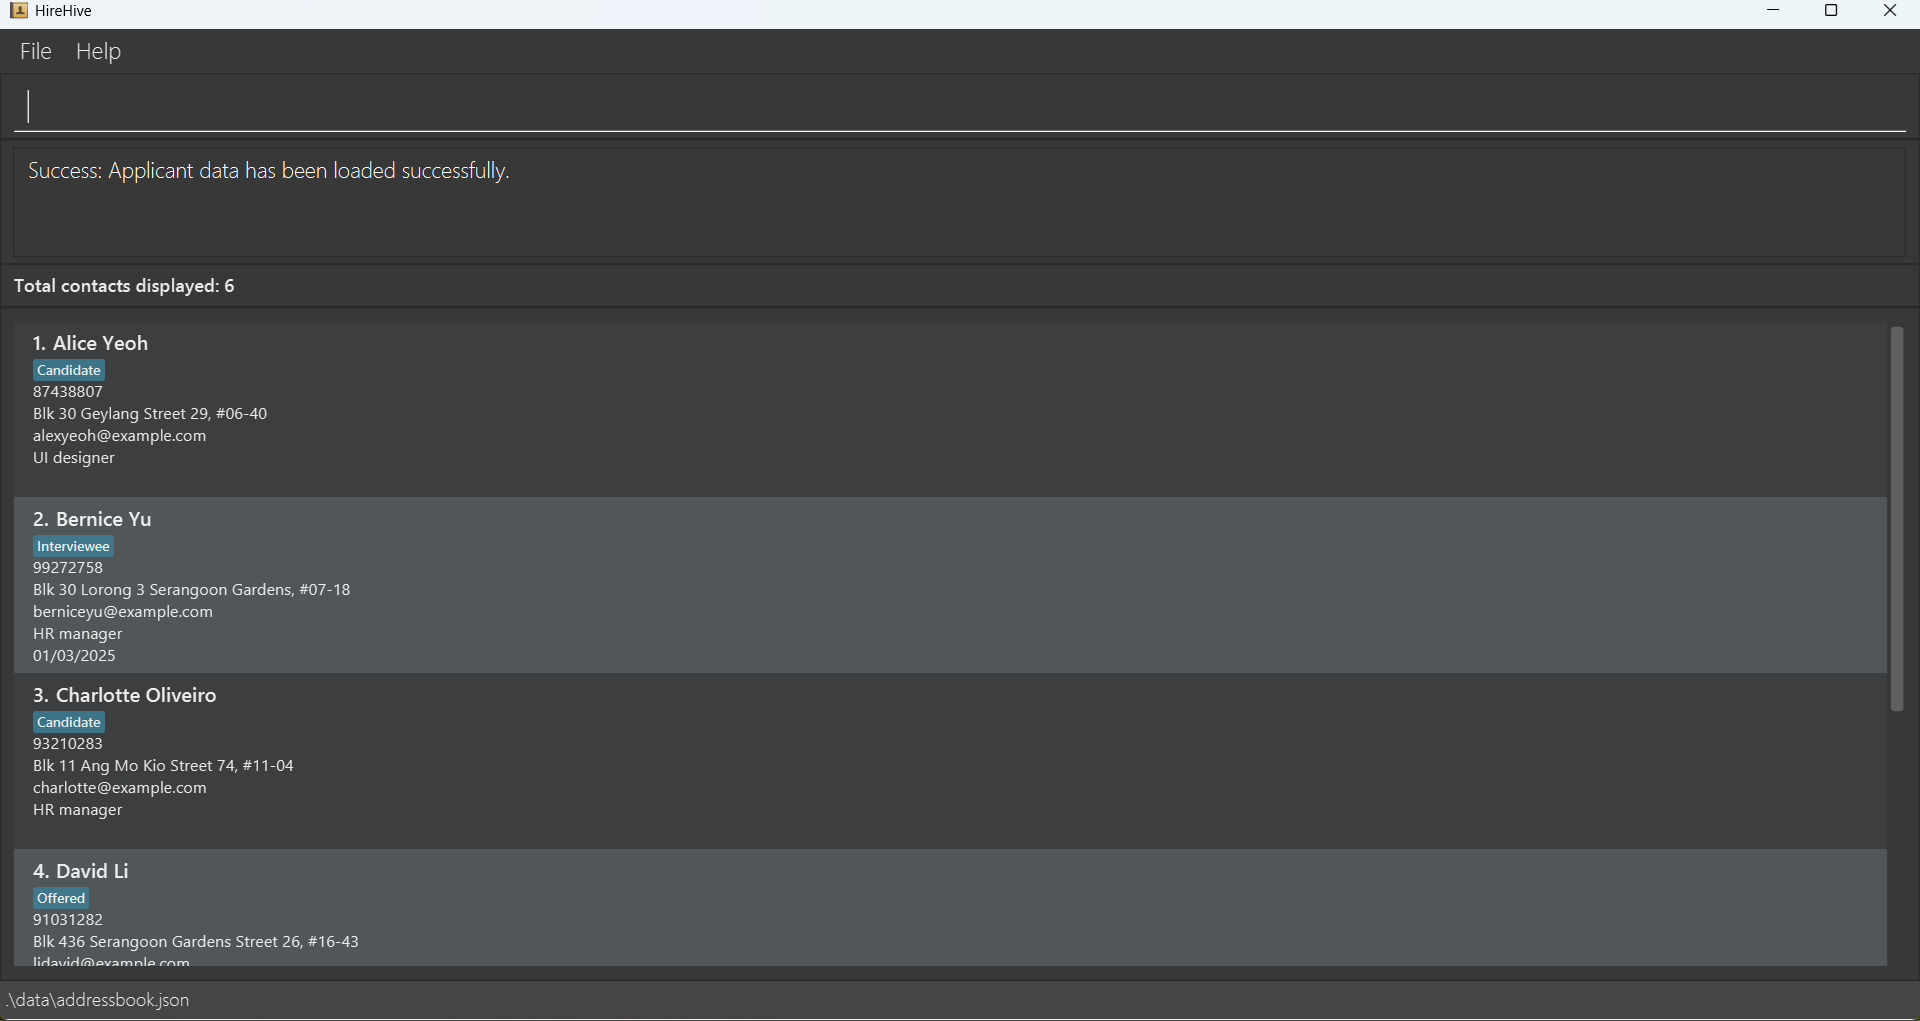 HireHive
File Help
Success: Applicant data has been loaded successfully.
Total contacts displayed: 6
1. Alice Yeoh
Candidate
87438807
Blk 30 Geylang Street 29, #06-40
alexyeoh@example.com
UI designer
2. Bernice Yu
Interviewee
99272758
Blk 30 Lorong 3 Serangoon Gardens, #07-18
berniceyu@example.com
HR manager
01/03/2025
3. Charlotte Oliveiro
Candidate
93210283
Blk 11 Ang Mo Kio Street 74, #11-04
charlotte@example.com
HR manager
4. David Li
Offered
91031282
Blk 436 Serangoon Gardens Street 26, #16-43
lidavid@example.com
.\data\addressbook.json